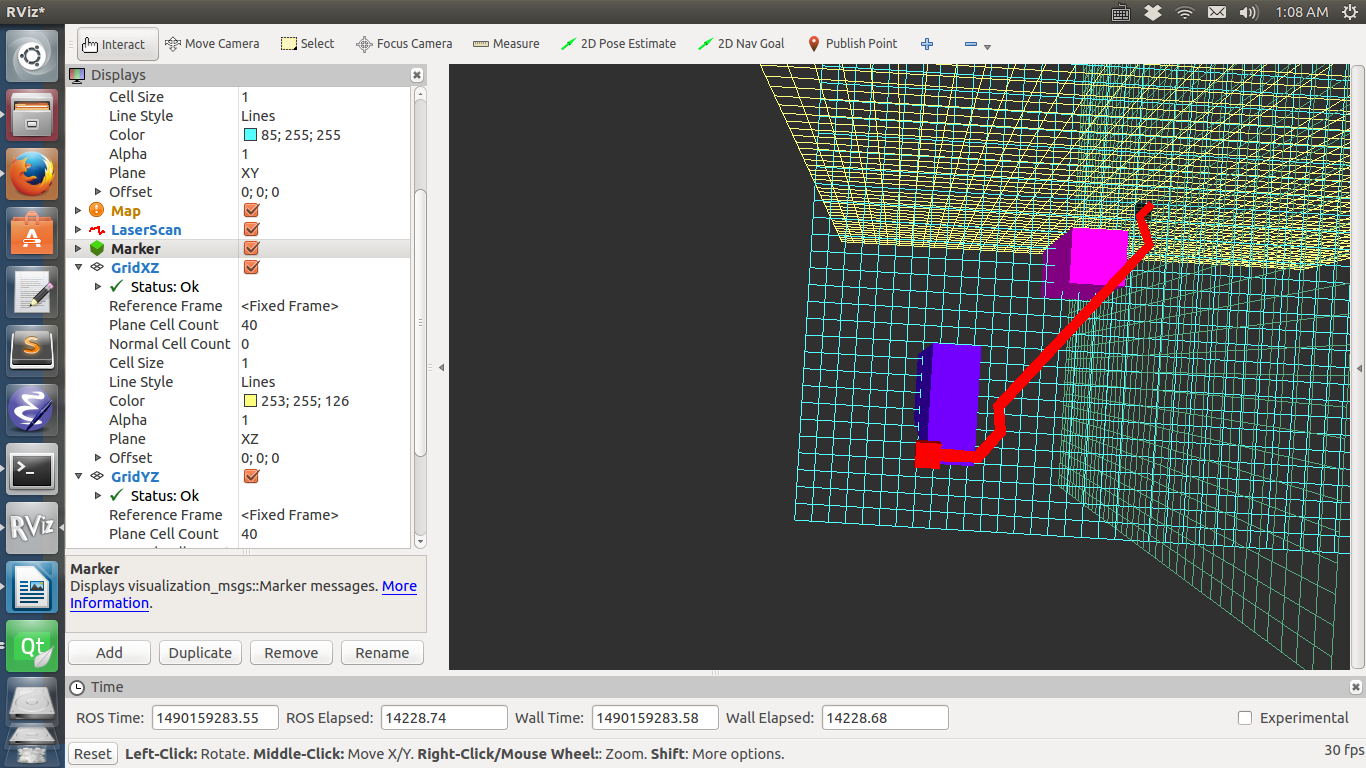 RViz*
1:08 AM
Interact Move Camera Select Focus Camera Measure 2D Pose Estimate 2D Nav Goal Publish Point
Displays
Cell Size 1
Line Style Lines
Color 85; 255; 255
Alpha 1
Plane XY
Offset 0; 0; 0
Map
LaserScan
Marker
GridXZ
Status: Ok
Reference Frame <Fixed Frame>
Plane Cell Count 40
Normal Cell Count 0
Cell Size 1
Line Style Lines
Color 253; 255; 126
Alpha 1
Plane XZ
Offset 0; 0; 0
GridYZ
Status: Ok
Reference Frame <Fixed Frame>
Plane Cell Count 40
Marker
Displays visualization_msgs::Marker messages. More
Information.
Add Duplicate Remove Rename
Time
ROS Time: 1490159283.55 ROS Elapsed: 14228.74 Wall Time: 1490159283.58 Wall Elapsed: 14228.68 Experimental
Reset Left-Click: Rotate. Middle-Click: Move X/Y. Right-Click/Mouse Wheel:: Zoom. Shift: More options. 30 fps
S
>_
RViz
Qt